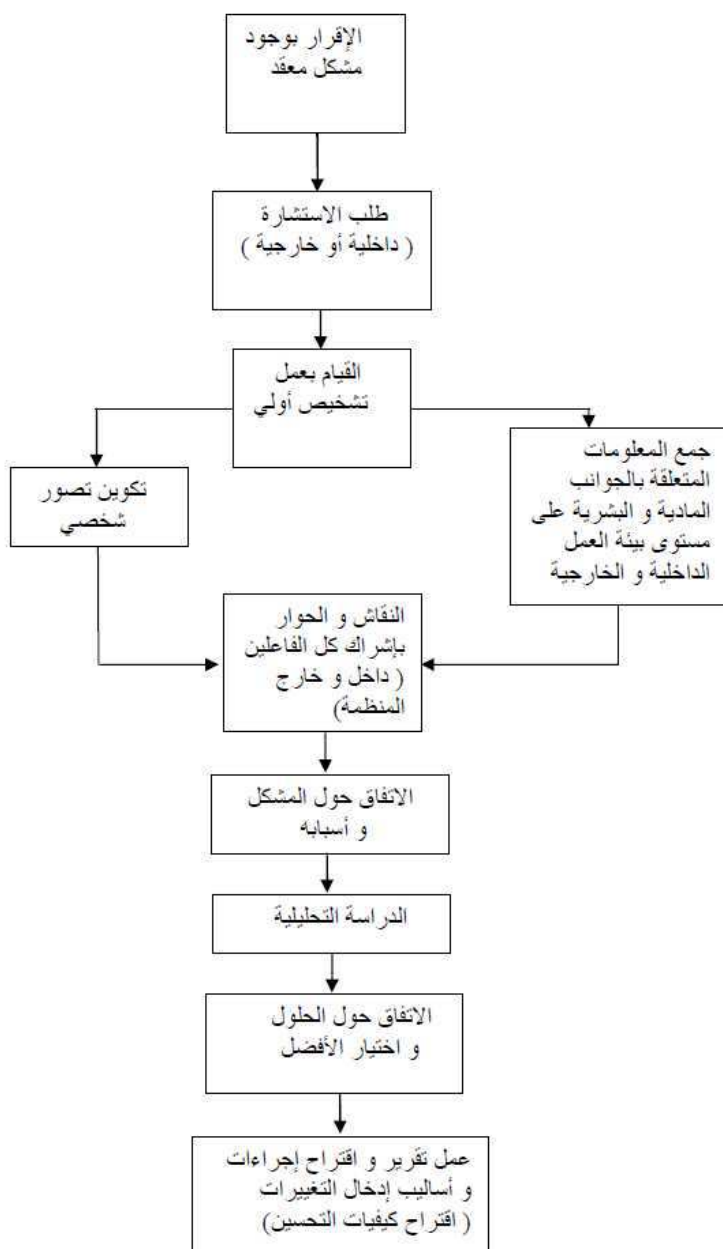 الإقرار بوجود
مشكل معقد
طلب الاستشارة
( داخلية أو خارجية )
القيام بعمل
تشخيص أولي
جمع المعلومات
المتعلقة بالجوانب
المادية و البشرية على
مستوى بيئة العمل
الداخلية و الخارجية
تكوين تصور
شخصي
النقاش و الحوار
بإشراك كل الفاعلين
( داخل و خارج
المنظمة)
الاتفاق حول المشكل
و أسبابه
الدراسة التحليلية
الاتفاق حول الحلول
و اختيار الأفضل
عمل تقرير و اقتراح إجراءات
و أساليب إدخال التغييرات
( اقتراح كيفيات التحسين)